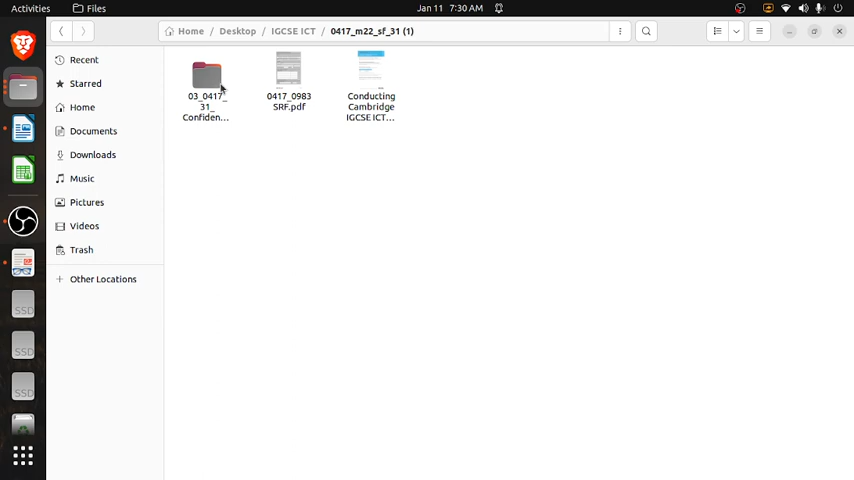 Activities
Files
Jan 11 7:30 AM
Home / Desktop / IGCSE ICT / 0417_m22_sf_31 (1)
Recent
Starred
Home
Documents
Downloads
Music
Pictures
Videos
Trash
+ Other Locations
03_0417_
31_
Confiden...
0417_0983
SRF.pdf
Conducting
Cambridge
IGCSE ICT...
SSD
SSD
SSD